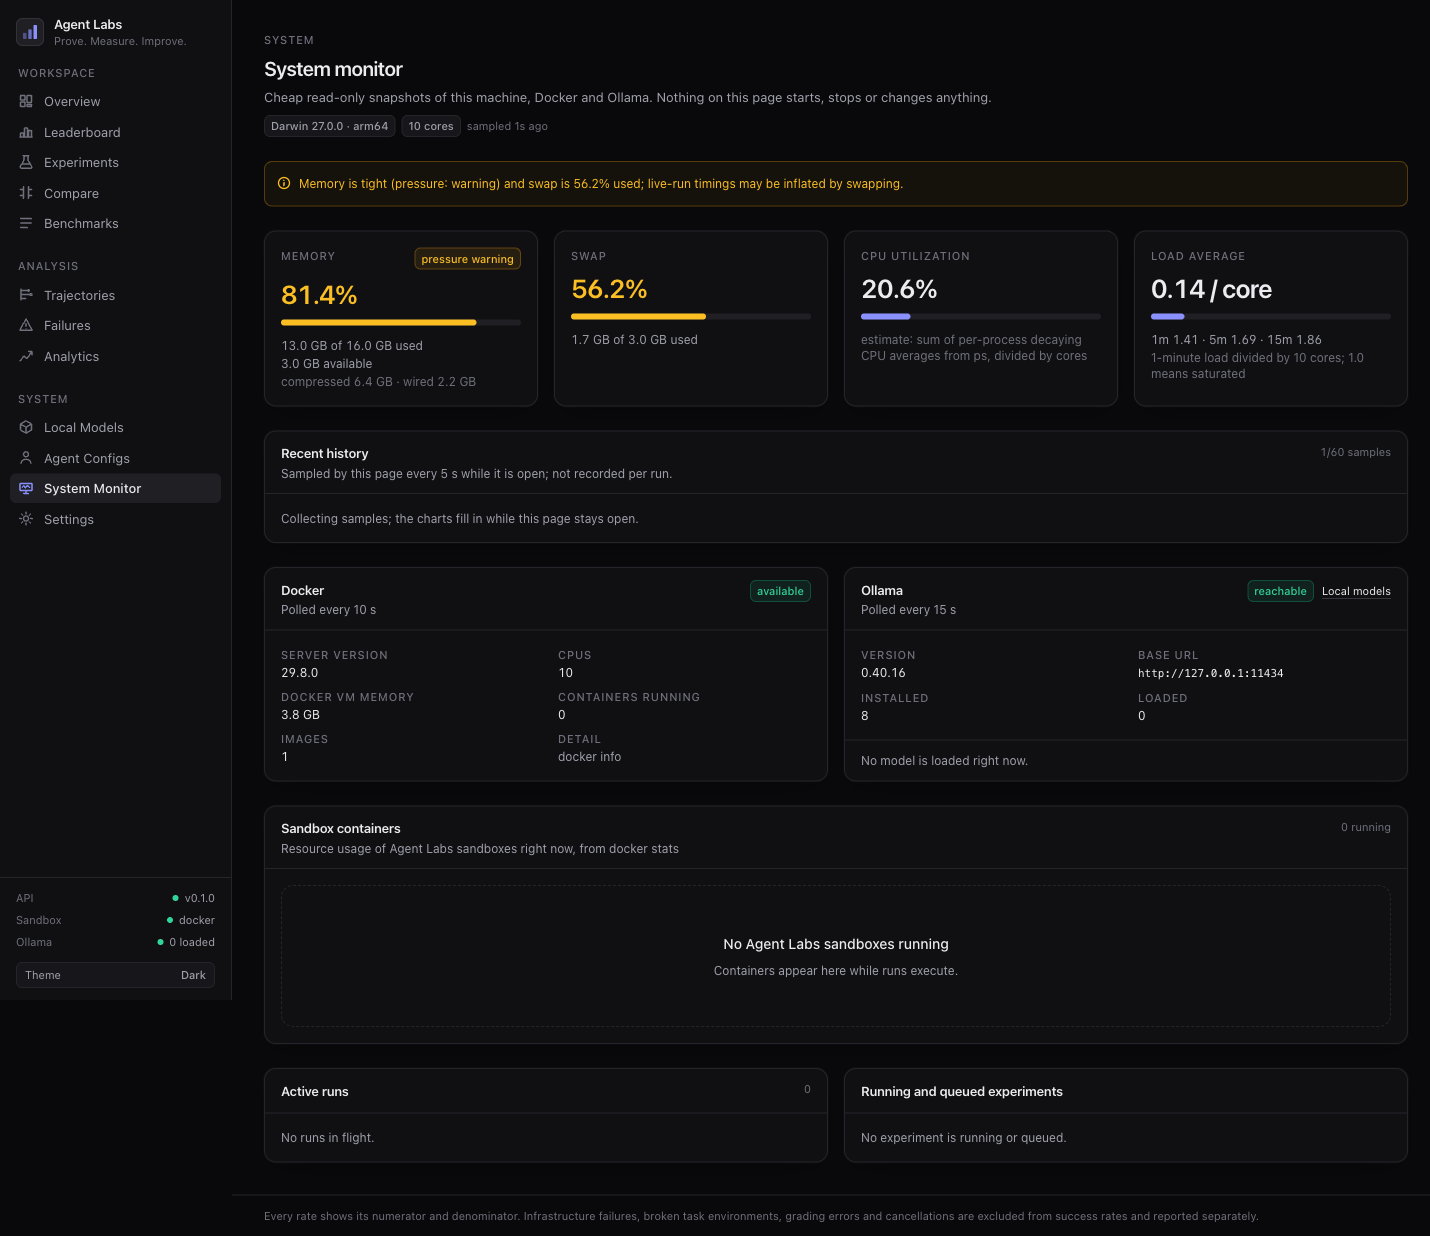 Agent Labs
Prove. Measure. Improve.
WORKSPACE
Overview
Leaderboard
Experiments
Compare
Benchmarks
ANALYSIS
Trajectories
Failures
Analytics
SYSTEM
Local Models
Agent Configs
System Monitor
Settings
API v0.1.0
Sandbox docker
Ollama 0 loaded
Theme Dark
SYSTEM
System monitor
Cheap read-only snapshots of this machine, Docker and Ollama. Nothing on this page starts, stops or changes anything.
Darwin 27.0.0 · arm64 10 cores sampled 1s ago
Memory is tight (pressure: warning) and swap is 56.2% used; live-run timings may be inflated by swapping.
MEMORY pressure warning
81.4%
13.0 GB of 16.0 GB used
3.0 GB available
compressed 6.4 GB · wired 2.2 GB
SWAP
56.2%
1.7 GB of 3.0 GB used
CPU UTILIZATION
20.6%
estimate: sum of per-process decaying
CPU averages from ps, divided by cores
LOAD AVERAGE
0.14 / core
1m 1.41 · 5m 1.69 · 15m 1.86
1-minute load divided by 10 cores; 1.0
means saturated
Recent history 1/60 samples
Sampled by this page every 5 s while it is open; not recorded per run.
Collecting samples; the charts fill in while this page stays open.
Docker available
Polled every 10 s
SERVER VERSION CPUS
29.8.0 10
DOCKER VM MEMORY CONTAINERS RUNNING
3.8 GB 0
IMAGES DETAIL
1 docker info
Ollama reachable Local models
Polled every 15 s
VERSION BASE URL
0.40.16 http://127.0.0.1:11434
INSTALLED LOADED
8 0
No model is loaded right now.
Sandbox containers 0 running
Resource usage of Agent Labs sandboxes right now, from docker stats
No Agent Labs sandboxes running
Containers appear here while runs execute.
Active runs 0
No runs in flight.
Running and queued experiments
No experiment is running or queued.
Every rate shows its numerator and denominator. Infrastructure failures, broken task environments, grading errors and cancellations are excluded from success rates and reported separately.